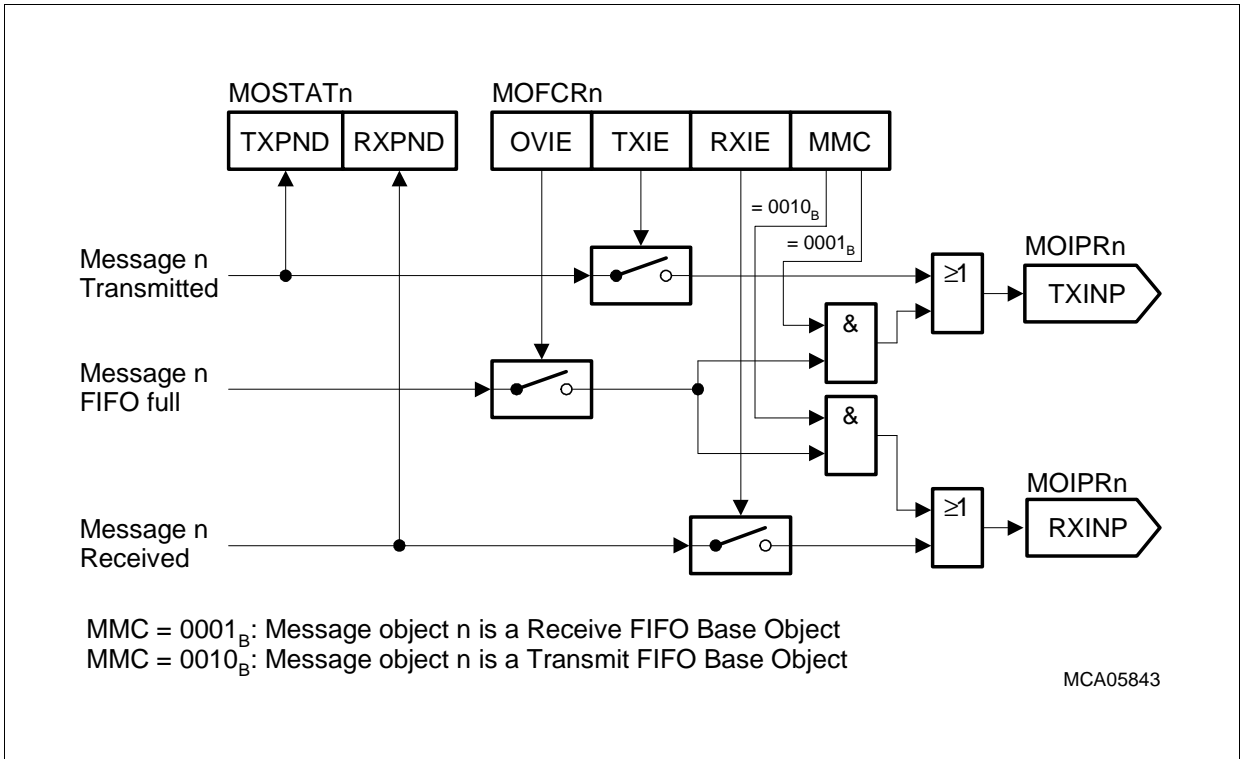 MOSTATn
MOFCRn
TXPND RXPND
OVIE TXIE RXIE MMC
= 0010B
= 0001B
Message n
Transmitted
≥1
MOIPRn
TXINP
&
Message n
FIFO full
&
MOIPRn
≥1
RXINP
Message n
Received
MMC = 0001B: Message object n is a Receive FIFO Base Object
MMC = 0010B: Message object n is a Transmit FIFO Base Object
MCA05843